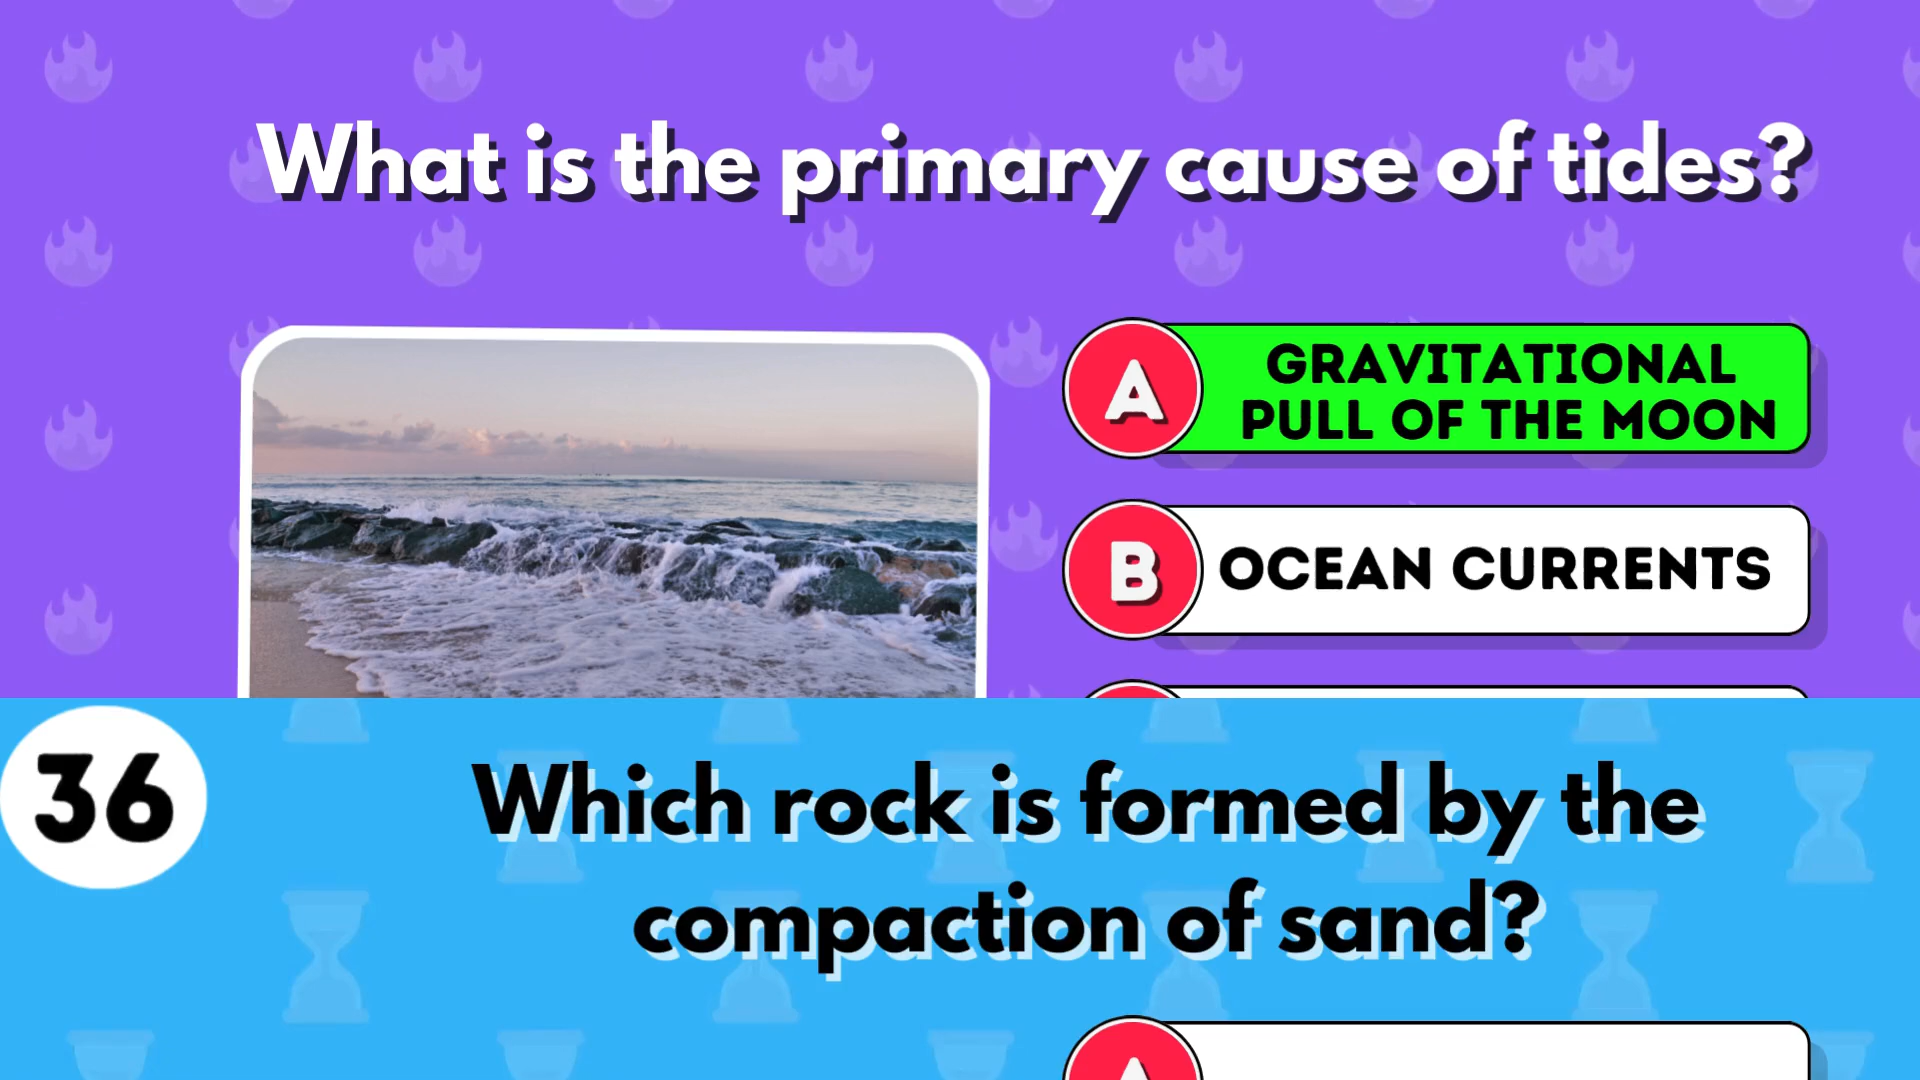 What is the primary cause of tides?
A
GRAVITATIONAL
PULL OF THE MOON
B
OCEAN CURRENTS
36
Which rock is formed by the
compaction of sand?
A